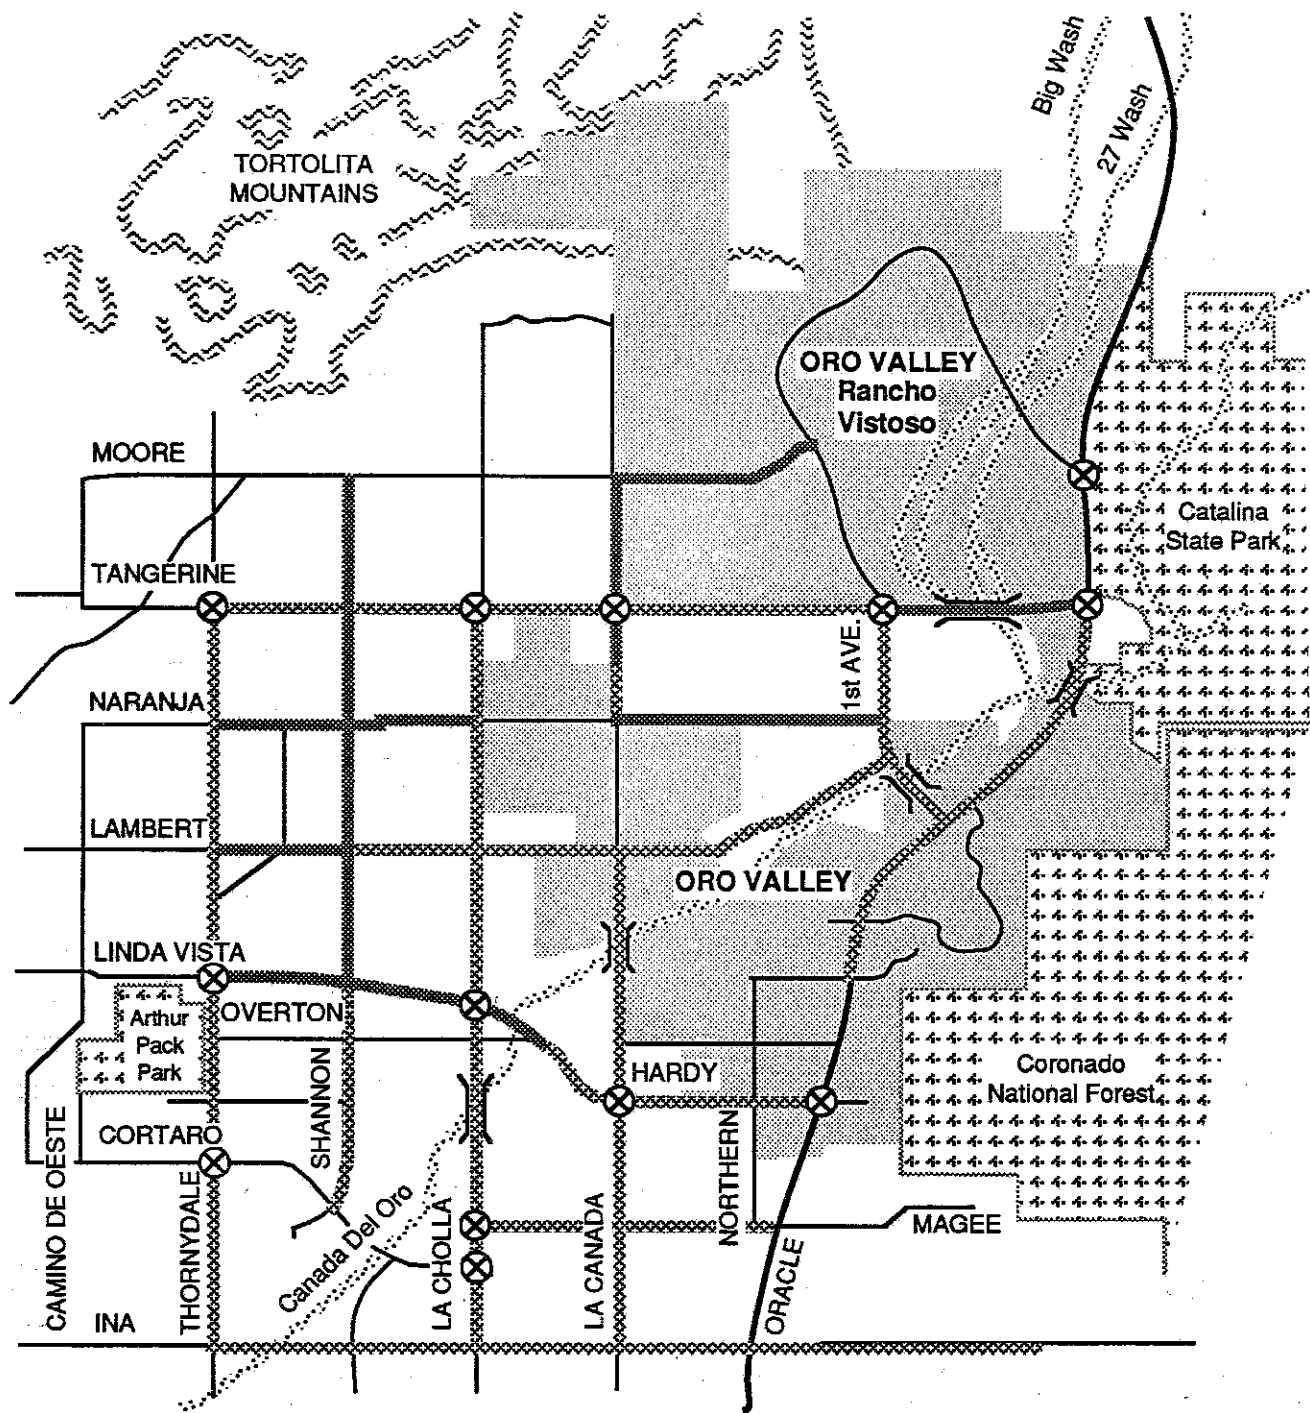 Big Wash
27 Wash
TORTOLITA
MOUNTAINS
ORO VALLEY
Rancho
Vistoso
MOORE
Catalina
State Park
TANGERINE
1st AVE.
NARANJA
LAMBERT
ORO VALLEY
LINDA VISTA
Arthur
Pack
Park
OVERTON
SHANNON
HARDY
Coronado
National Forest
CORTARO
CAMINO DE OESTE
THORNYDALE
Canada Del Oro
LA CHOLLA
LA CANADA
NORTHERN
MAGEE
ORACLE
INA